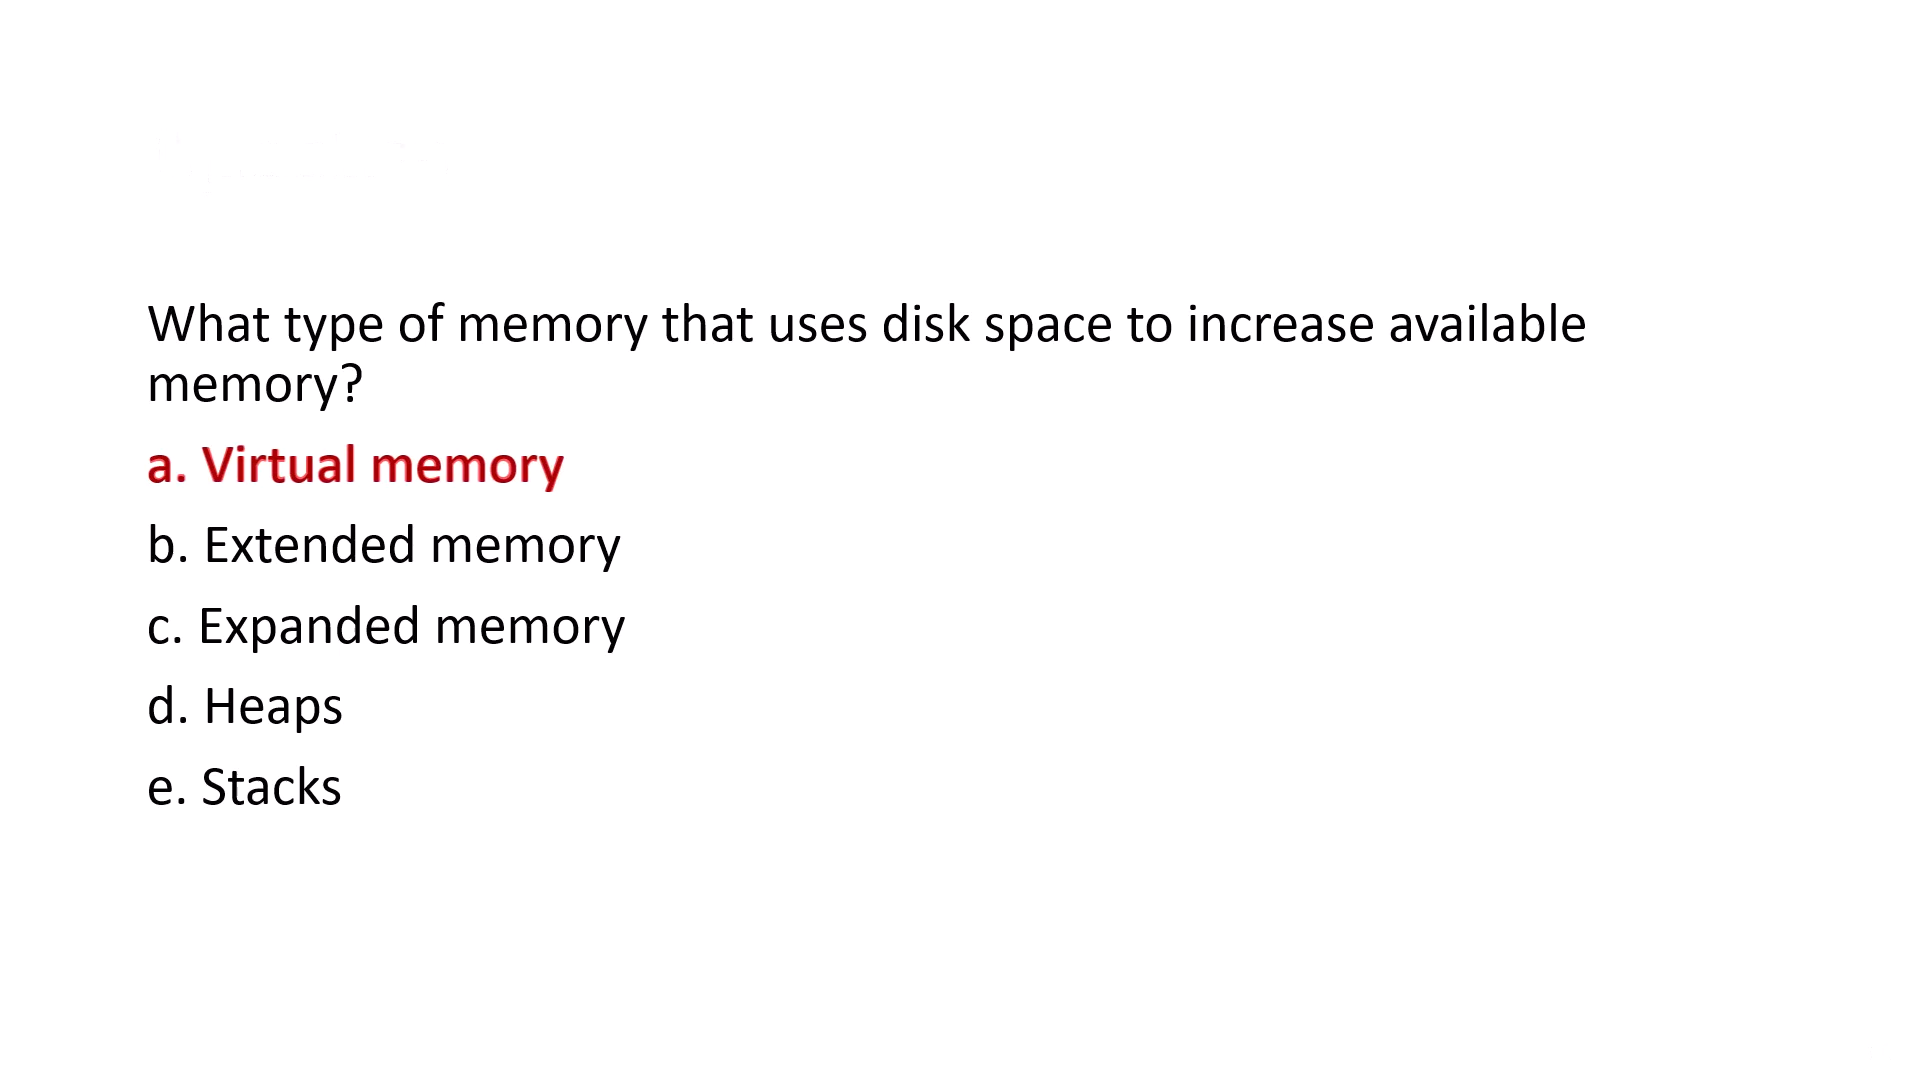 What type of memory that uses disk space to increase available
memory?
a. Virtual memory
b. Extended memory
c. Expanded memory
d. Heaps
e. Stacks